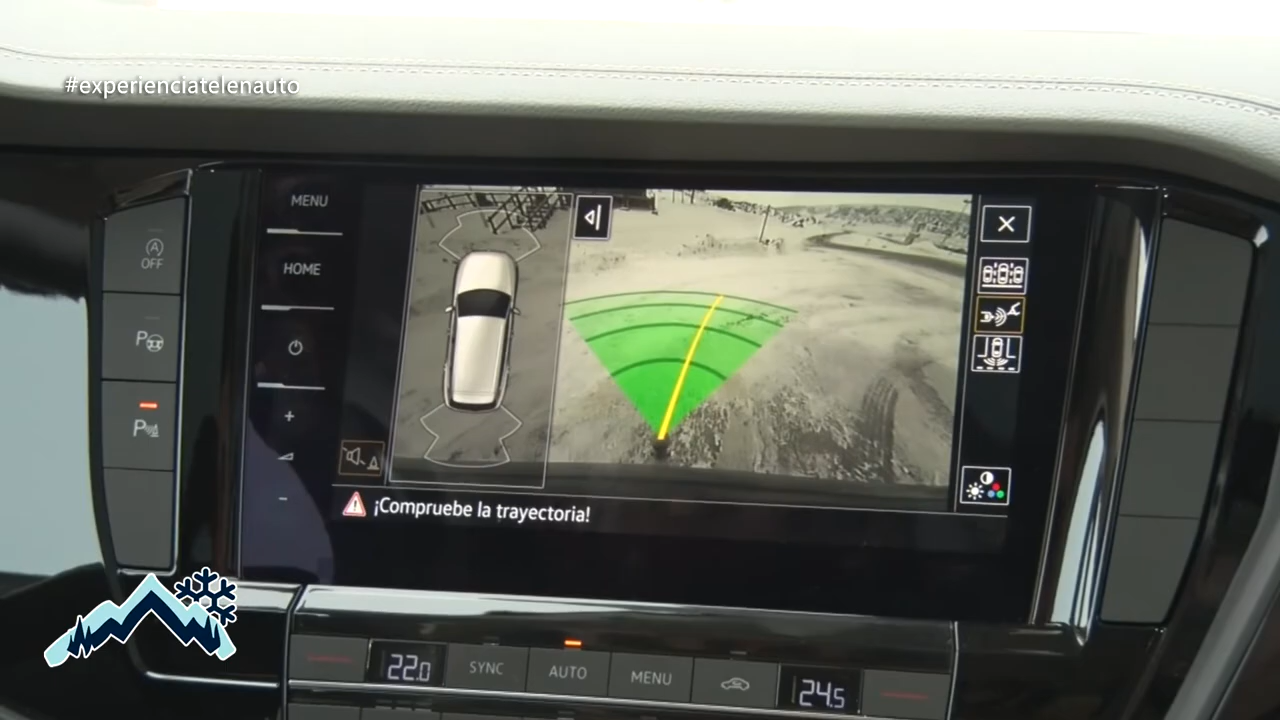 #experienciatelenauto
MENU
A
OFF
HOME
P
P
+
-
¡Compruebe la trayectoria!
22.0
SYNC
AUTO
MENU
24.5